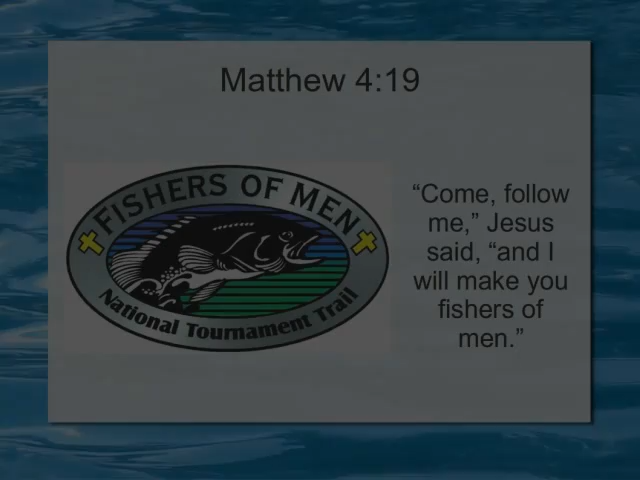 Matthew 4:19
FISHERS OF MEN
National Tournament Trail
“Come, follow
me,” Jesus
said, “and I
will make you
fishers of
men.”